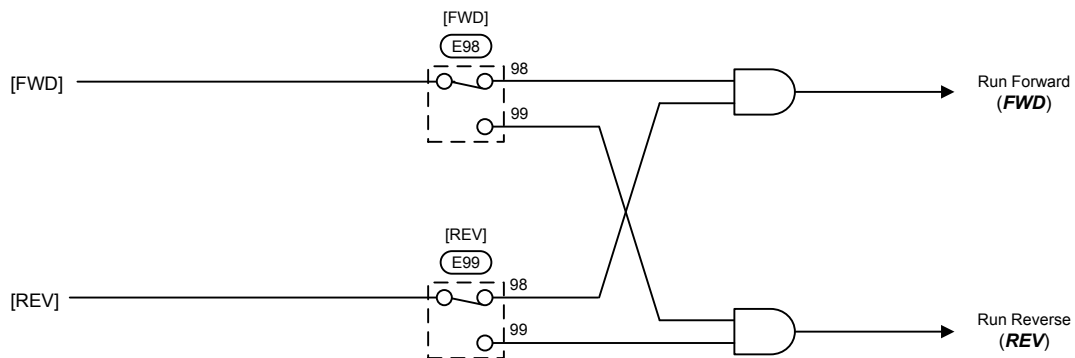 [FWD]
E98
[FWD]
98
99
Run Forward
(FWD)
[REV]
E99
[REV]
98
99
Run Reverse
(REV)